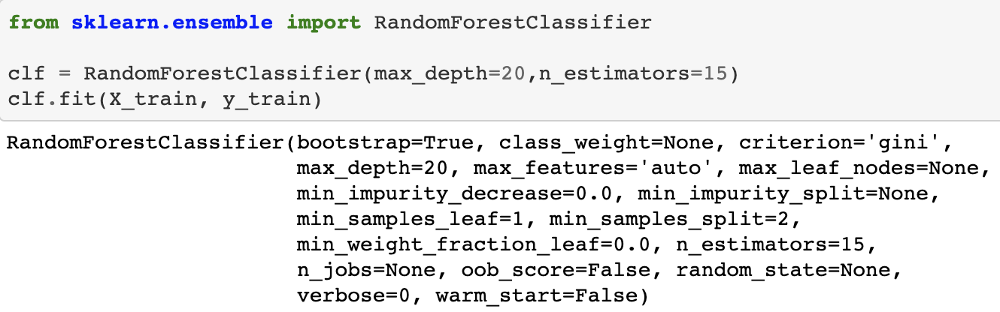 from sklearn.ensemble import RandomForestClassifier
clf = RandomForestClassifier(max_depth=20,n_estimators=15)
clf.fit(X_train, y_train)
RandomForestClassifier(bootstrap=True, class_weight=None, criterion='gini',
max_depth=20, max_features='auto', max_leaf_nodes=None,
min_impurity_decrease=0.0, min_impurity_split=None,
min_samples_leaf=1, min_samples_split=2,
min_weight_fraction_leaf=0.0, n_estimators=15,
n_jobs=None, oob_score=False, random_state=None,
verbose=0, warm_start=False)